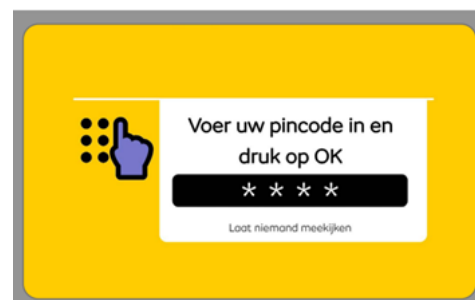 Voer uw pincode in en
druk op OK
* * * *
Laat niemand meekijken